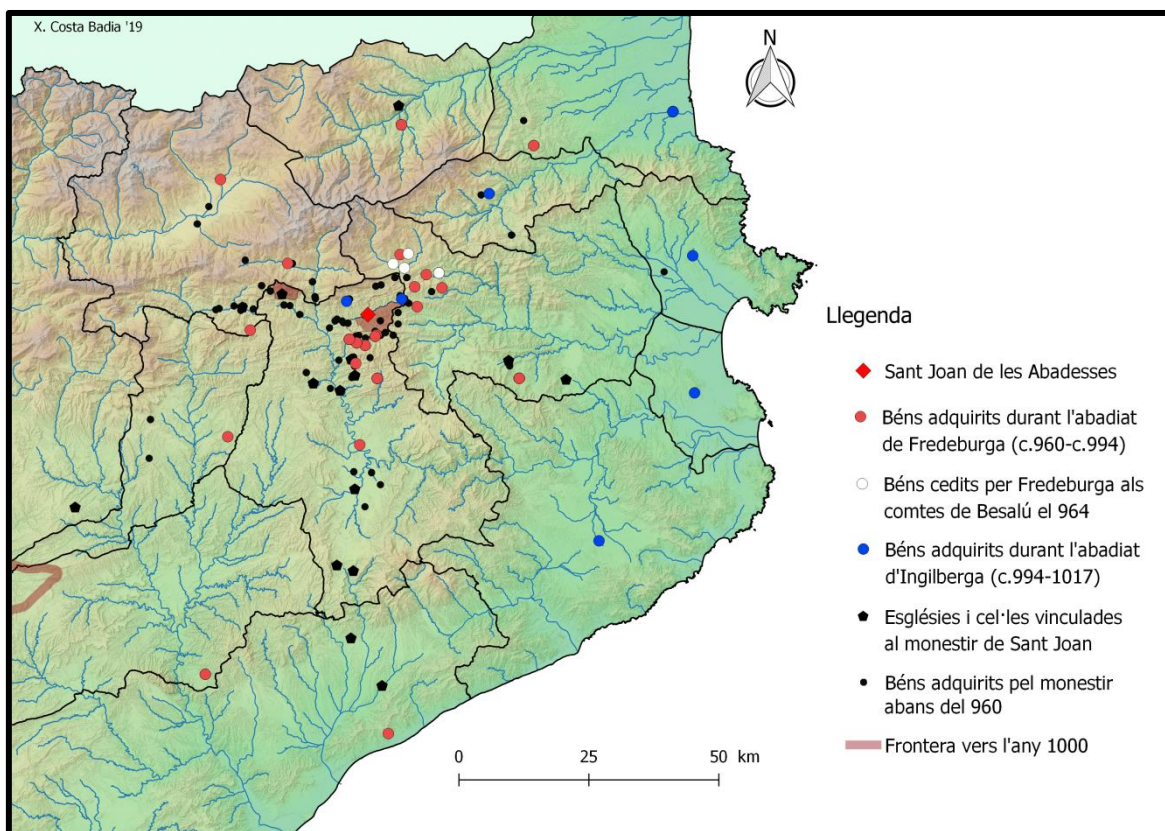 X. Costa Badia '19
N
Llegenda
Sant Joan de les Abadesses
Béns adquirits durant l'abadiat
de Fredeburga (c.960-c.994)
Béns cedits per Fredeburga als
comtes de Besalú el 964
Béns adquirits durant l'abadiat
d'Ingilberga (c.994-1017)
Esglésies i cel·les vinculades
al monestir de Sant Joan
Béns adquirits pel monestir
abans del 960
Frontera vers l'any 1000
0 25 50 km